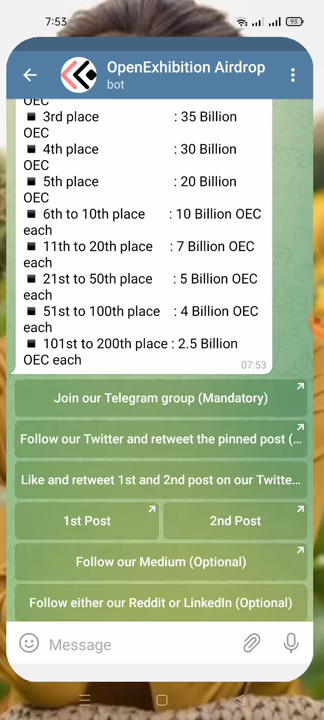 7:53
93
OpenExhibition Airdrop
bot
OEC
▪ 3rd place : 35 Billion
OEC
▪ 4th place : 30 Billion
OEC
▪ 5th place : 20 Billion
OEC
▪ 6th to 10th place : 10 Billion OEC
each
▪ 11th to 20th place : 7 Billion OEC
each
▪ 21st to 50th place : 5 Billion OEC
each
▪ 51st to 100th place : 4 Billion OEC
each
▪ 101st to 200th place : 2.5 Billion
OEC each
07:53
Join our Telegram group (Mandatory)
Follow our Twitter and retweet the pinned post (...
Like and retweet 1st and 2nd post on our Twitte...
1st Post 2nd Post
Follow our Medium (Optional)
Follow either our Reddit or LinkedIn (Optional)
Message